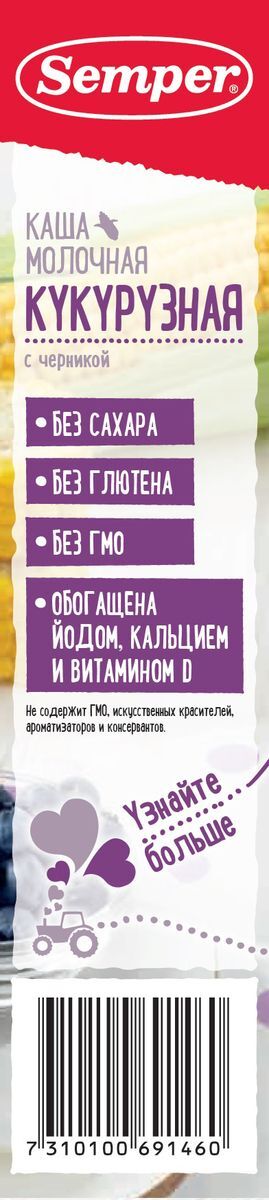 Semper®
КАША
МОЛОЧНАЯ
КУКУРУЗНАЯ
с черникой
• БЕЗ САХАРА
• БЕЗ ГЛЮТЕНА
• БЕЗ ГМО
• ОБОГАЩЕНА
ЙОДОМ, КАЛЬЦИЕМ
И ВИТАМИНОМ D
Не содержит ГМО, искусственных красителей,
ароматизаторов и консервантов.
Узнайте
больше
7 310100 691460